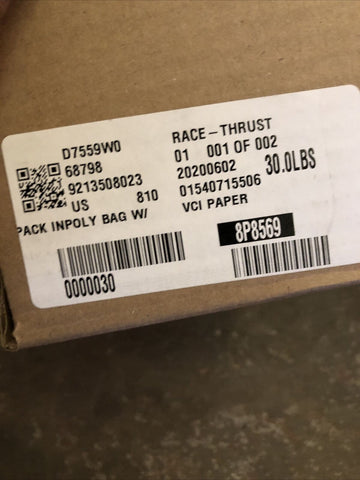 D7559W0 RACE-THRUST
68798 01 001 OF 002
9213508023 20200602 30.0LBS
US 810 01540715506
PACK INPOLY BAG W/ VCI PAPER
8P8569
0000030